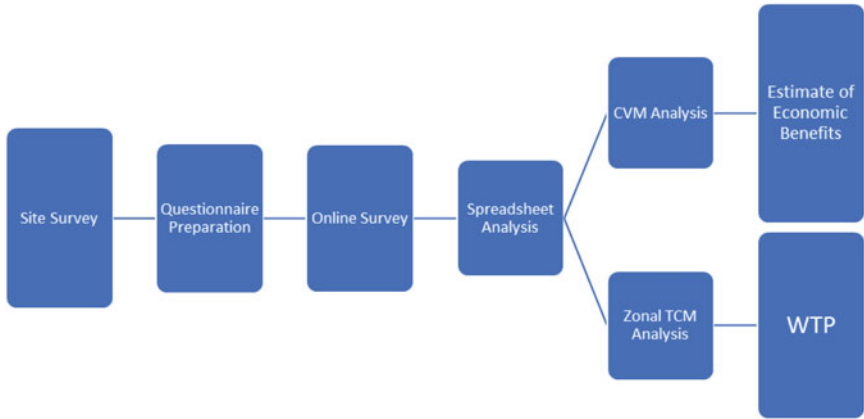 Site Survey
Questionnaire
Preparation
Online Survey
Spreadsheet
Analysis
CVM Analysis
Estimate of
Economic
Benefits
Zonal TCM
Analysis
WTP